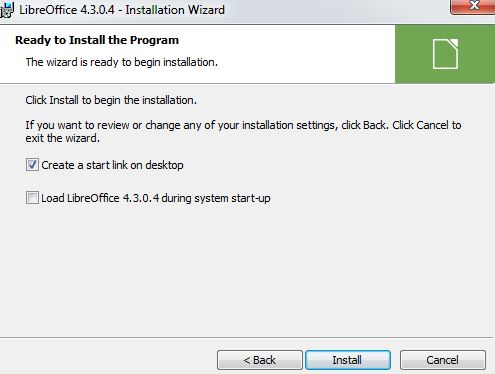 LibreOffice 4.3.0.4 - Installation Wizard
Ready to Install the Program
The wizard is ready to begin installation.
Click Install to begin the installation.
If you want to review or change any of your installation settings, click Back. Click Cancel to
exit the wizard.
Create a start link on desktop
Load LibreOffice 4.3.0.4 during system start-up
< Back
Install
Cancel